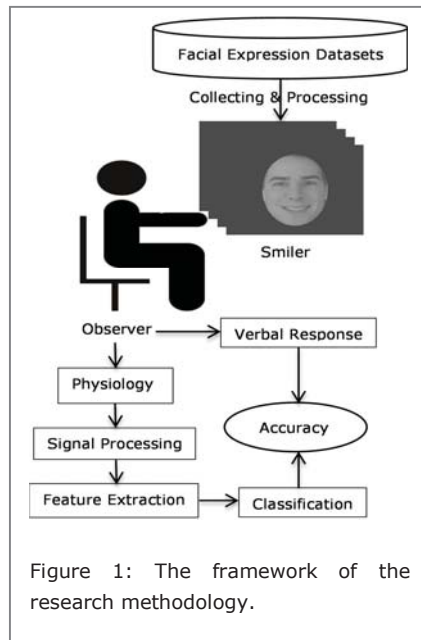 Facial Expression Datasets
Collecting & Processing
Smiler
Observer
Verbal Response
Physiology
Accuracy
Signal Processing
Feature Extraction
Classification
Figure 1: The framework of the
research methodology.